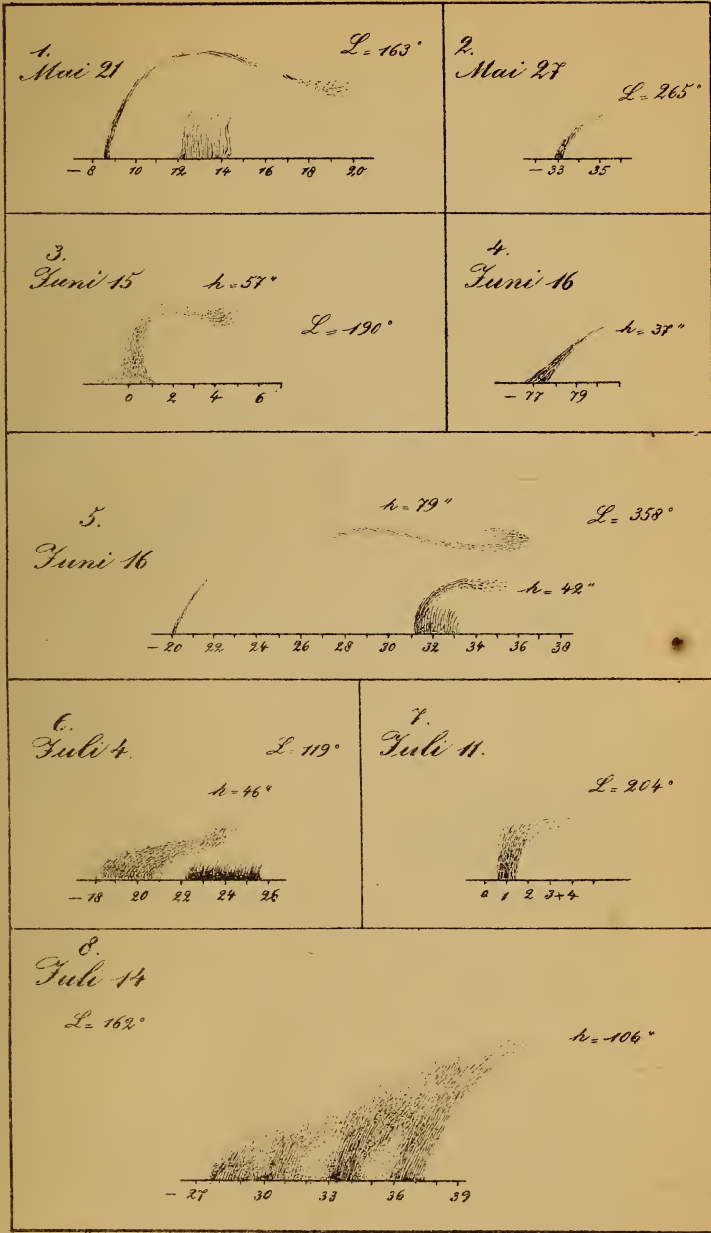 1.
Mai 21
L = 163°
- 8 10 12 14 16 18 20
2.
Mai 27
L = 265°
- 33 35
3.
Juni 15
h = 57"
L = 190°
0 2 4 6
4.
Juni 16
h = 37"
- 77 79
5.
Juni 16
h = 79"
L = 358°
h = 42"
- 20 22 24 26 28 30 32 34 36 38
6.
Juli 4.
L = 119°
h = 46"
- 18 20 22 24 26
7.
Juli 11.
L = 204°
0 1 2 3+4
8.
Juli 14
L = 162°
h = 106"
- 27 30 33 36 39